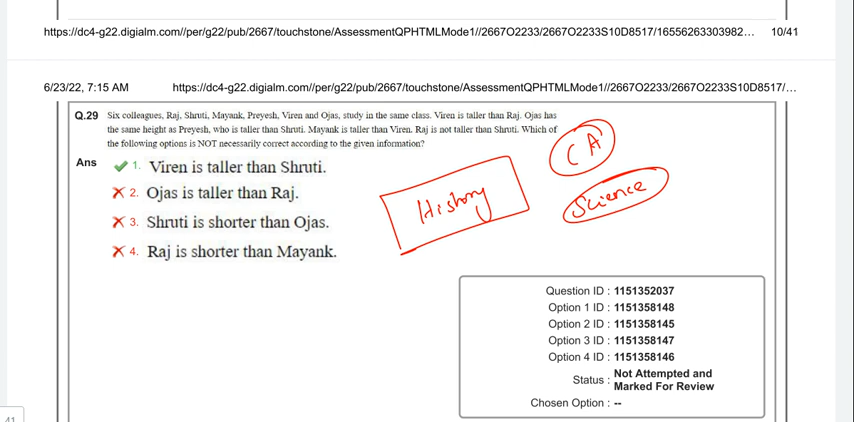 https://dc4-g22.digialm.com//per/g22/pub/2667/touchstone/AssessmentQPHTMLMode1//2667O2233/2667O2233S10D8517/16556263303982… 10/41
6/23/22, 7:15 AM https://dc4-g22.digialm.com//per/g22/pub/2667/touchstone/AssessmentQPHTMLMode1//2667O2233/2667O2233S10D8517/…
Q.29 Six colleagues, Raj, Shruti, Mayank, Preyesh, Viren and Ojas, study in the same class. Viren is taller than Raj. Ojas has
the same height as Preyesh, who is taller than Shruti. Mayank is taller than Viren. Raj is not taller than Shruti. Which of
the following options is NOT necessarily correct according to the given information?
Ans 1. Viren is taller than Shruti.
2. Ojas is taller than Raj.
3. Shruti is shorter than Ojas.
4. Raj is shorter than Mayank.
CA
History
Science
Question ID : 1151352037
Option 1 ID : 1151358148
Option 2 ID : 1151358145
Option 3 ID : 1151358147
Option 4 ID : 1151358146
Status : Not Attempted and
Marked For Review
Chosen Option : --
41